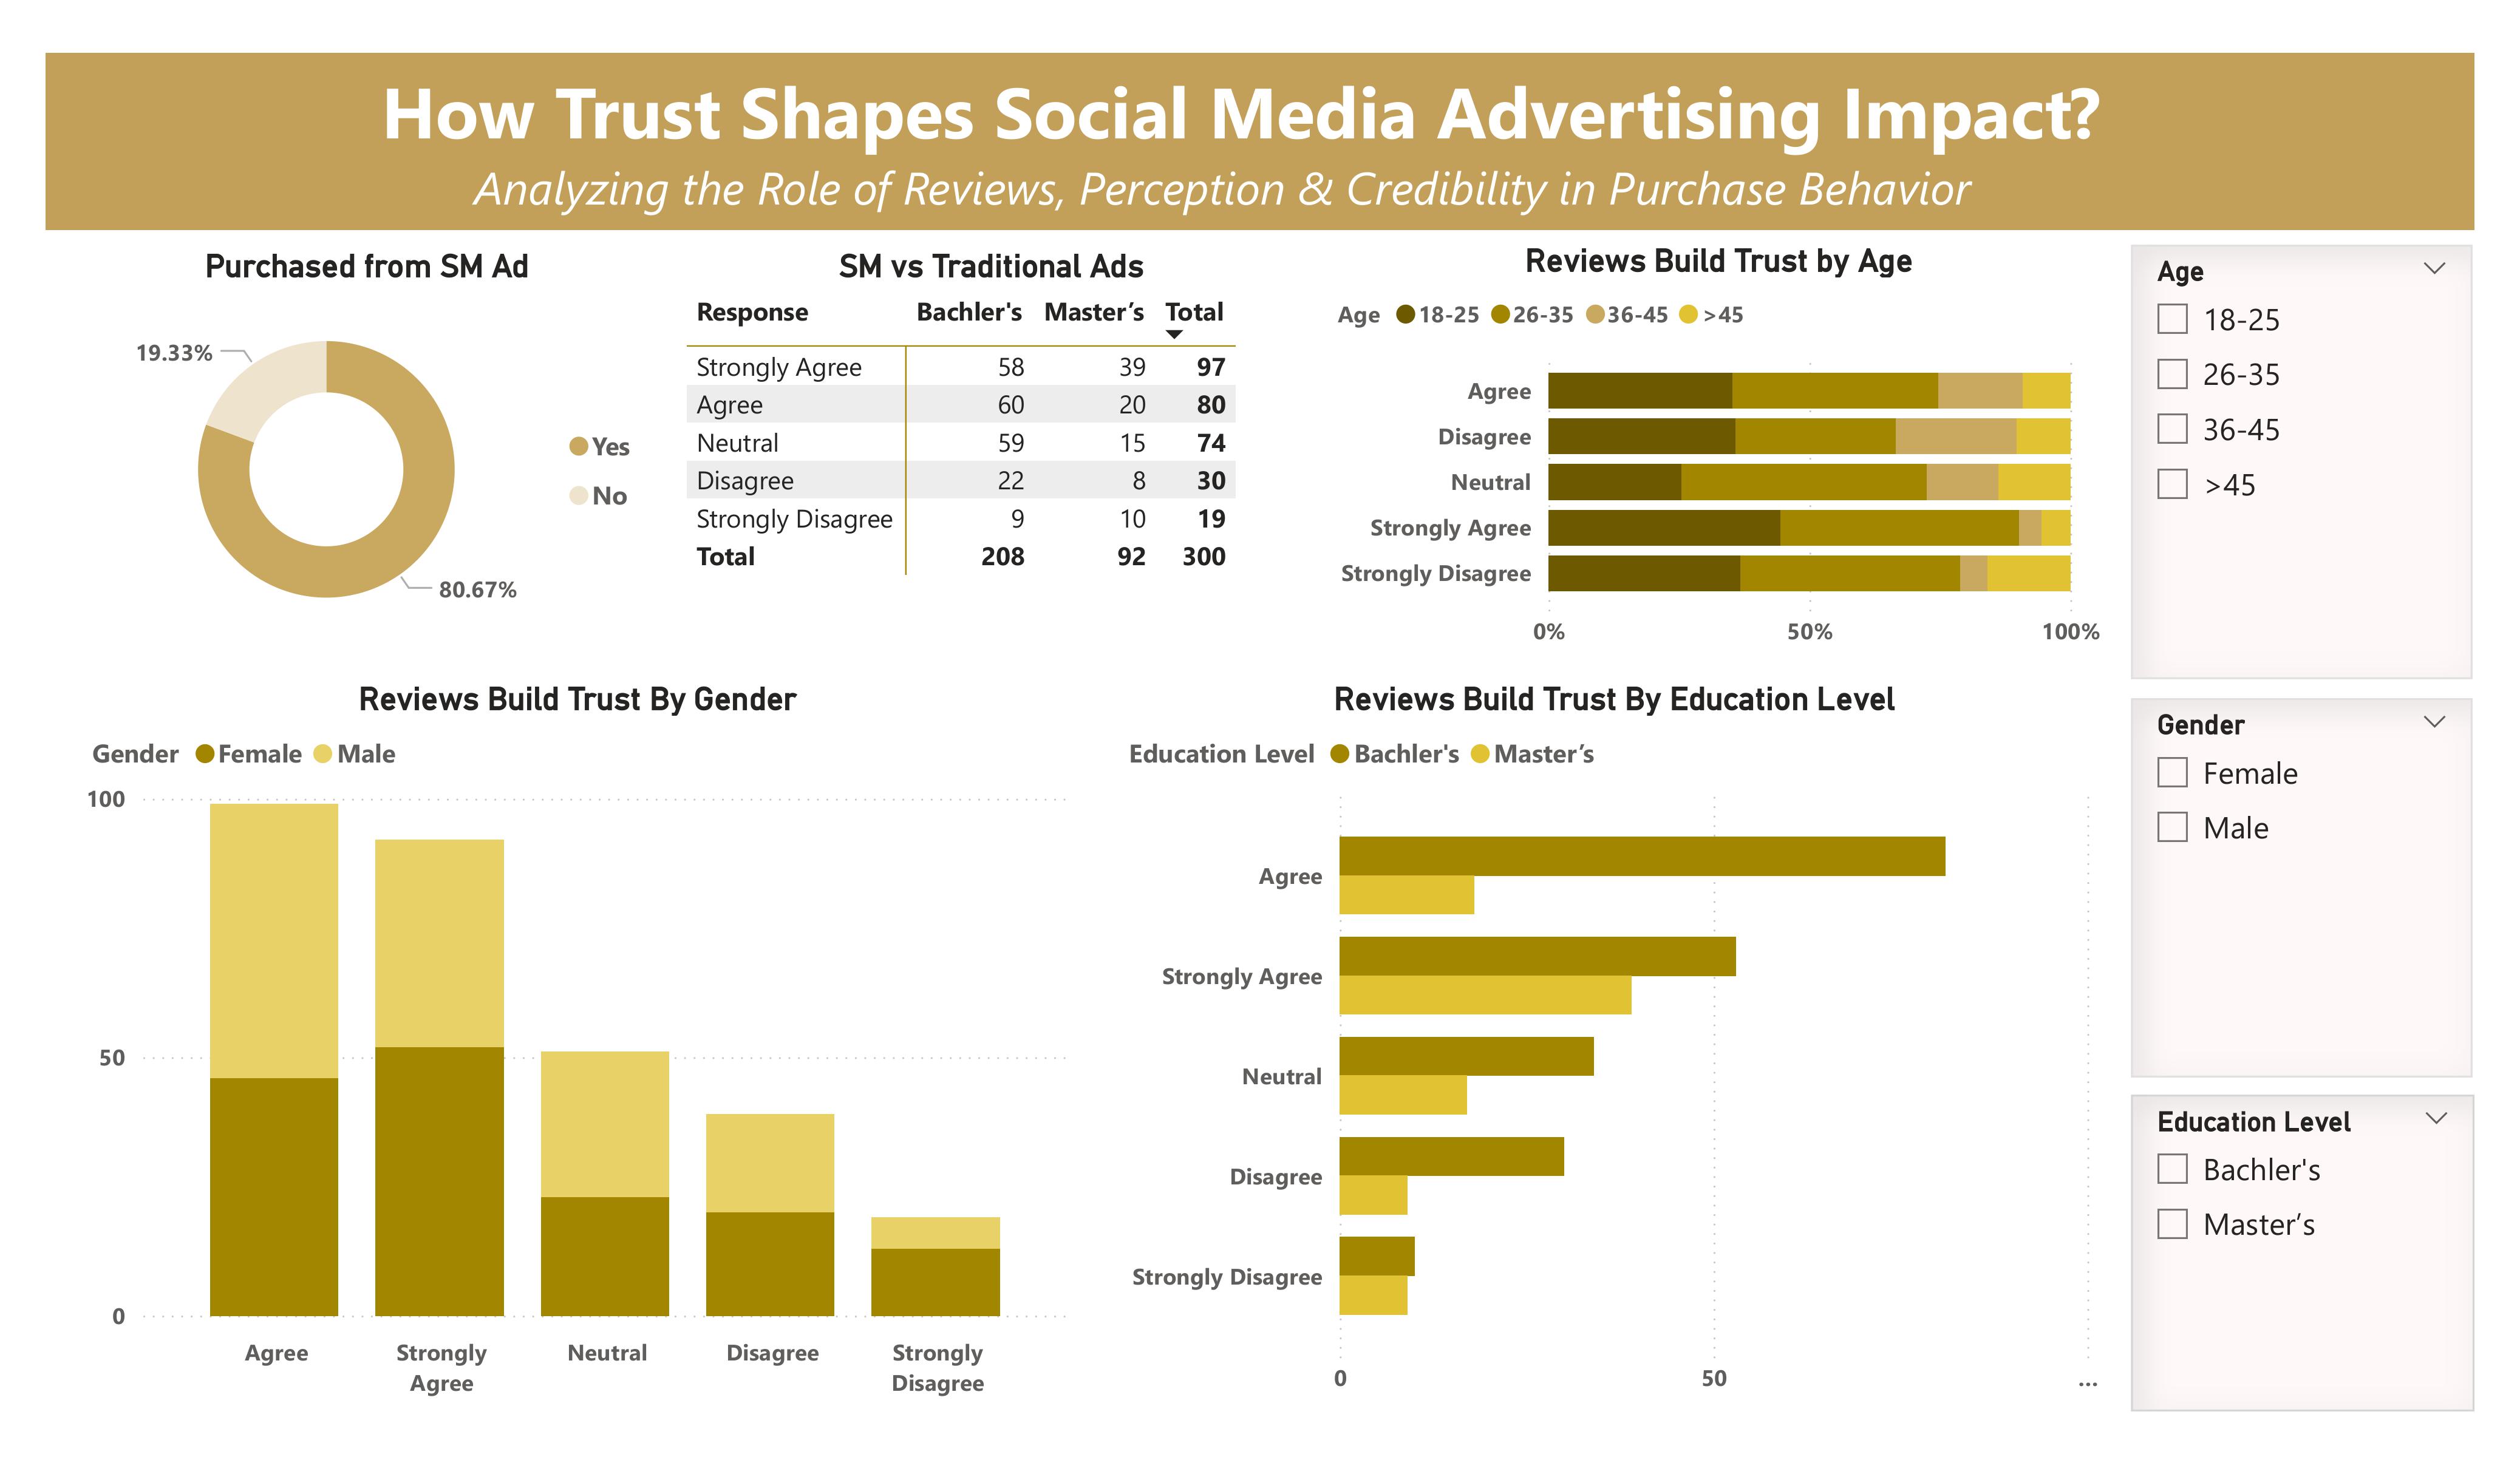 How Trust Shapes Social Media Advertising Impact?
Analyzing the Role of Reviews, Perception & Credibility in Purchase Behavior
Purchased from SM Ad
19.33%
80.67%
Yes
No
SM vs Traditional Ads
Response Bachler's Master’s Total
Strongly Agree 58 39 97
Agree 60 20 80
Neutral 59 15 74
Disagree 22 8 30
Strongly Disagree 9 10 19
Total 208 92 300
Reviews Build Trust by Age
Age 18-25 26-35 36-45 >45
Agree
Disagree
Neutral
Strongly Agree
Strongly Disagree
0% 50% 100%
Age
18-25
26-35
36-45
>45
Reviews Build Trust By Gender
Gender Female Male
100
50
0
Agree
Strongly
Agree
Neutral
Disagree
Strongly
Disagree
Reviews Build Trust By Education Level
Education Level Bachler's Master’s
Agree
Strongly Agree
Neutral
Disagree
Strongly Disagree
0 50 ...
Gender
Female
Male
Education Level
Bachler's
Master’s